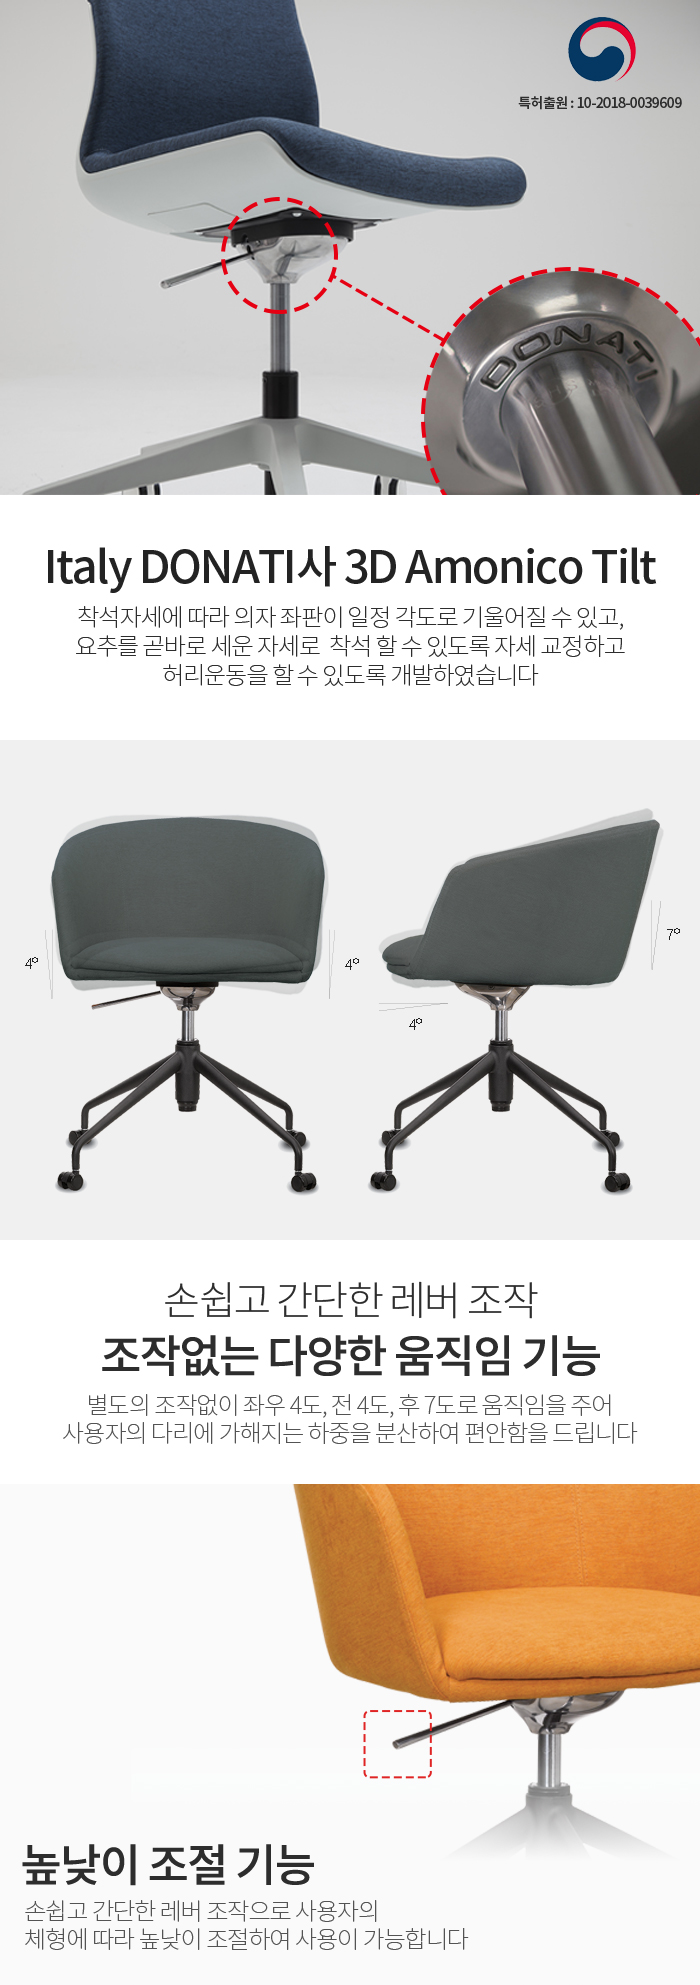 특허출원 : 10-2018-0039609
DONATI
Italy DONATI사 3D Amonico Tilt
착석자세에 따라 의자 좌판이 일정 각도로 기울어질 수 있고,
요추를 곧바로 세운 자세로 착석 할 수 있도록 자세 교정하고
허리운동을 할 수 있도록 개발하였습니다
4º
4º
7º
4º
손쉽고 간단한 레버 조작
조작없는 다양한 움직임 기능
별도의 조작없이 좌우 4도, 전 4도, 후 7도로 움직임을 주어
사용자의 다리에 가해지는 하중을 분산하여 편안함을 드립니다
높낮이 조절 기능
손쉽고 간단한 레버 조작으로 사용자의
체형에 따라 높낮이 조절하여 사용이 가능합니다